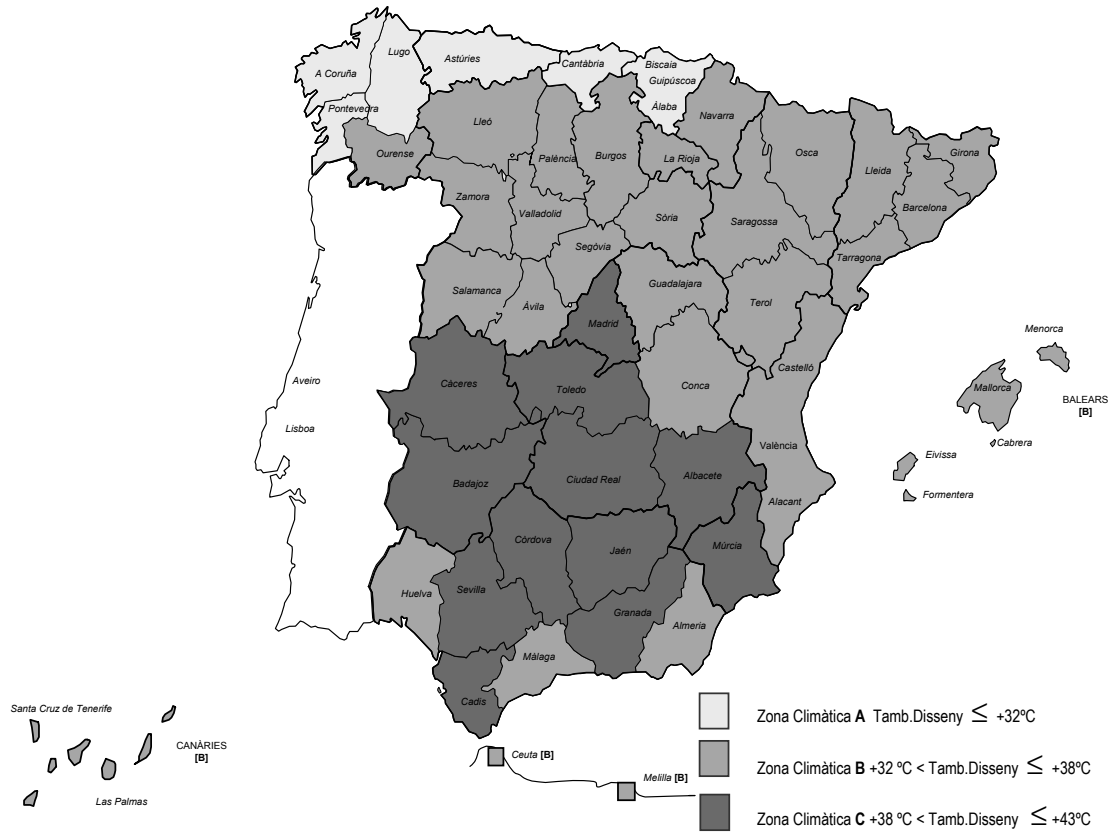 Lugo
Astúries
Cantàbria
Biscaia
Guipúscoa
A Coruña
Álaba
Pontevedra
Navarra
Lleó
Ourense
Palència
Burgos
La Rioja
Osca
Girona
Lleida
Zamora
Barcelona
Valladolid
Sòria
Saragossa
Segòvia
Tarragona
Salamanca
Àvila
Guadalajara
Terol
Madrid
Menorca
Castelló
Aveiro
Càceres
Toledo
Conca
Mallorca
BALEARS
[B]
Lisboa
València
Cabrera
Eivissa
Badajoz
Ciudad Real
Albacete
Formentera
Alacant
Còrdova
Jaén
Múrcia
Huelva
Sevilla
Granada
Almeria
Màlaga
Cadis
Santa Cruz de Tenerife
CANÀRIES
[B]
Las Palmas
Ceuta [B]
Melilla [B]
Zona Climàtica A Tamb.Disseny ≤ +32ºC
Zona Climàtica B +32 ºC < Tamb.Disseny ≤ +38ºC
Zona Climàtica C +38 ºC < Tamb.Disseny ≤ +43ºC